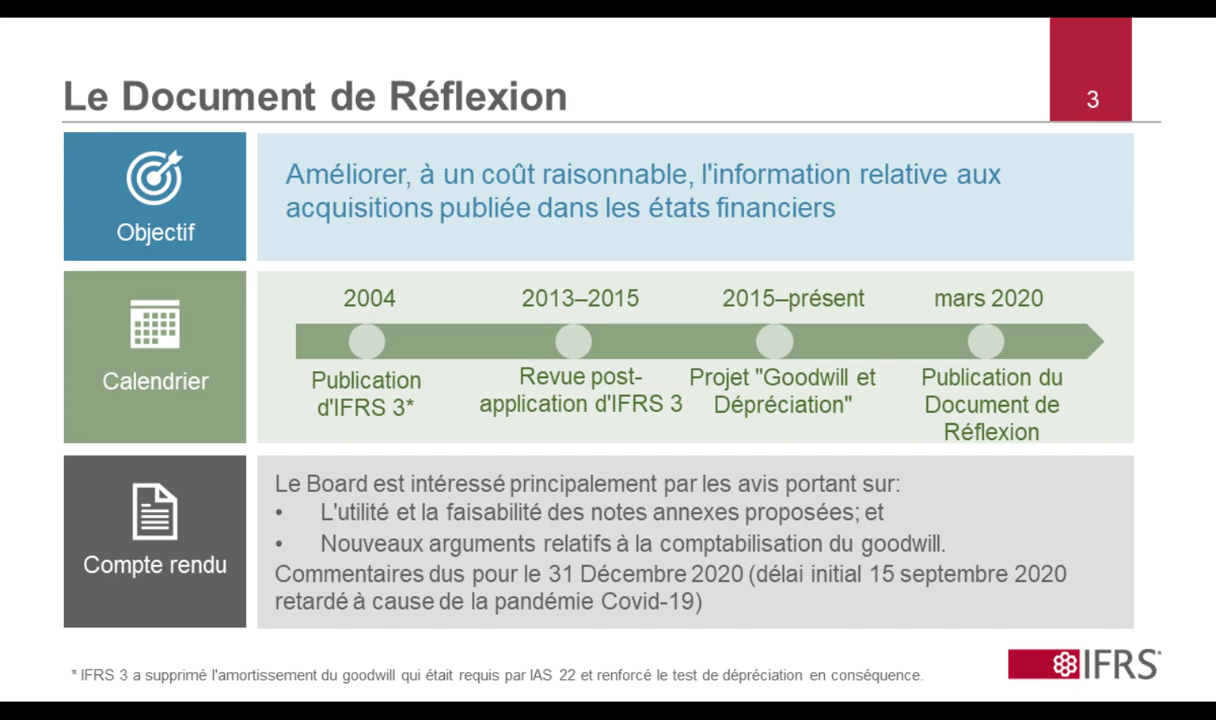 Le Document de Réflexion
3
Objectif
Améliorer, à un coût raisonnable, l'information relative aux
acquisitions publiée dans les états financiers
Calendrier
2004
2013–2015
2015–présent
mars 2020
Publication
d'IFRS 3*
Revue post-
application d'IFRS 3
Projet "Goodwill et
Dépréciation"
Publication du
Document de
Réflexion
Compte rendu
Le Board est intéressé principalement par les avis portant sur:
• L'utilité et la faisabilité des notes annexes proposées; et
• Nouveaux arguments relatifs à la comptabilisation du goodwill.
Commentaires dus pour le 31 Décembre 2020 (délai initial 15 septembre 2020
retardé à cause de la pandémie Covid-19)
* IFRS 3 a supprimé l'amortissement du goodwill qui était requis par IAS 22 et renforcé le test de dépréciation en conséquence.
IFRS